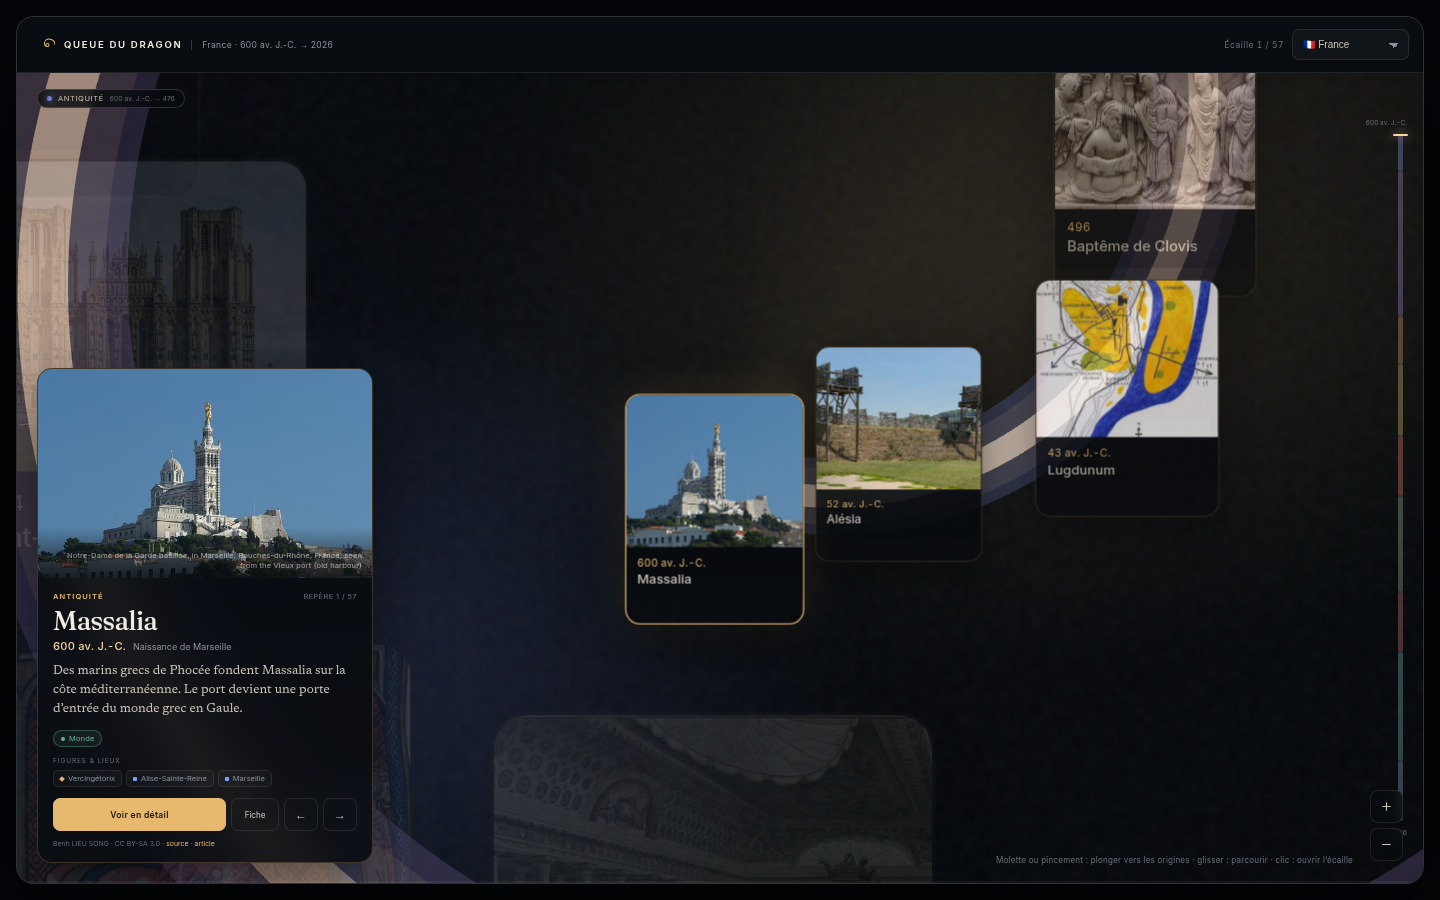 QUEUE DU DRAGON
France · 600 av. J.-C. → 2026
Écaille 1 / 57
France
ANTIQUITÉ 600 av. J.-C. → 476
600 av. J.-C.
496
Baptême de Clovis
43 av. J.-C.
Lugdunum
52 av. J.-C.
Alésia
600 av. J.-C.
Massalia
Notre-Dame de la Garde basilica, in Marseille, Bouches-du-Rhône, France, seen
from the Vieux port (old harbour)
ANTIQUITÉ
REPÈRE 1 / 57
Massalia
600 av. J.-C. Naissance de Marseille
Des marins grecs de Phocée fondent Massalia sur la
côte méditerranéenne. Le port devient une porte
d’entrée du monde grec en Gaule.
Monde
FIGURES & LIEUX
Vercingétorix
Alise-Sainte-Reine
Marseille
Voir en détail
Fiche
←
→
Benh LIEU SONG · CC BY-SA 3.0 · source · article
+
−
Molette ou pincement : plonger vers les origines · glisser : parcourir · clic : ouvrir l'écaille